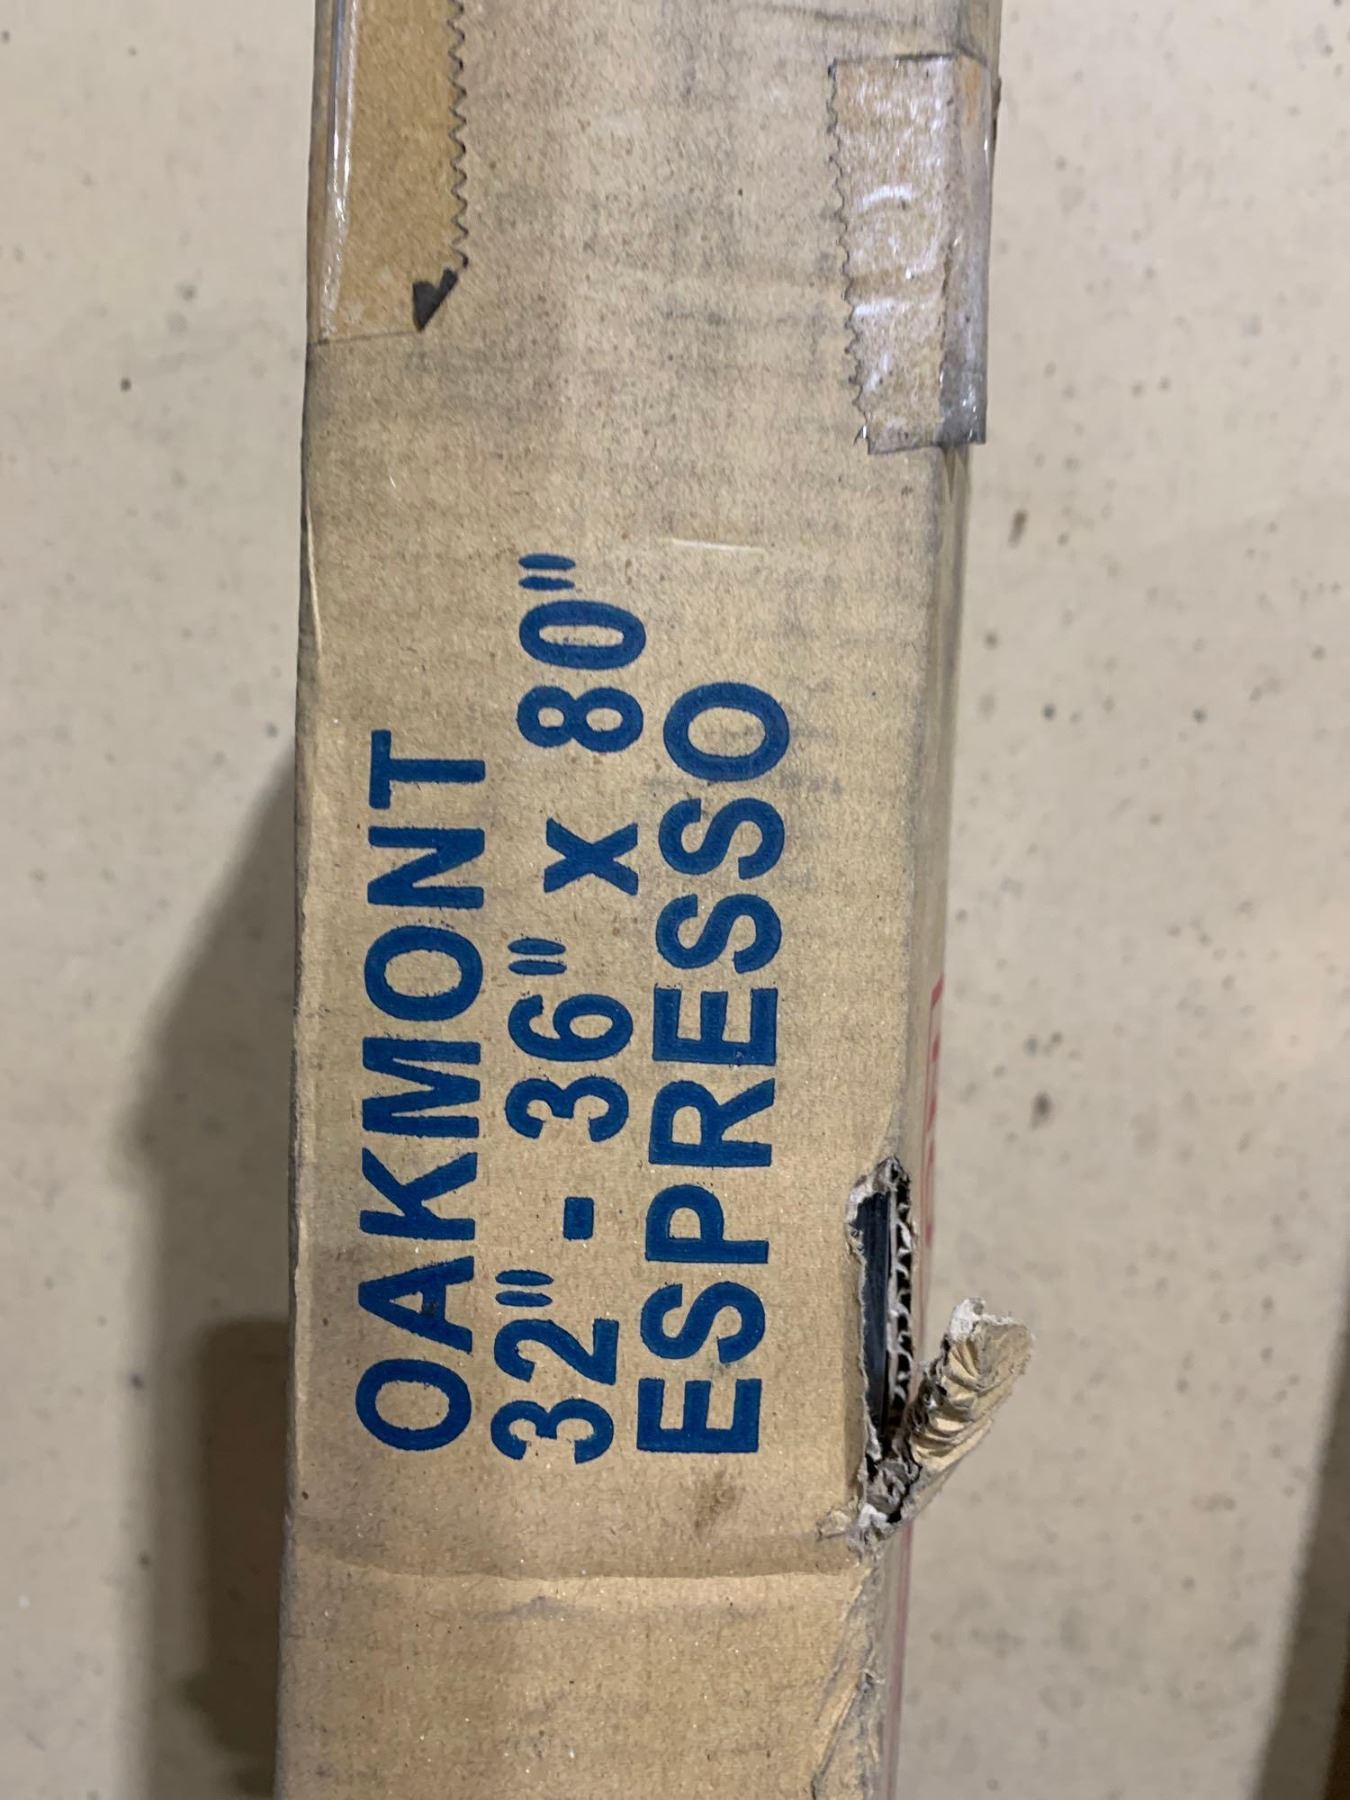 OAKMONT
32" - 36" x 80"
ESPRESSO